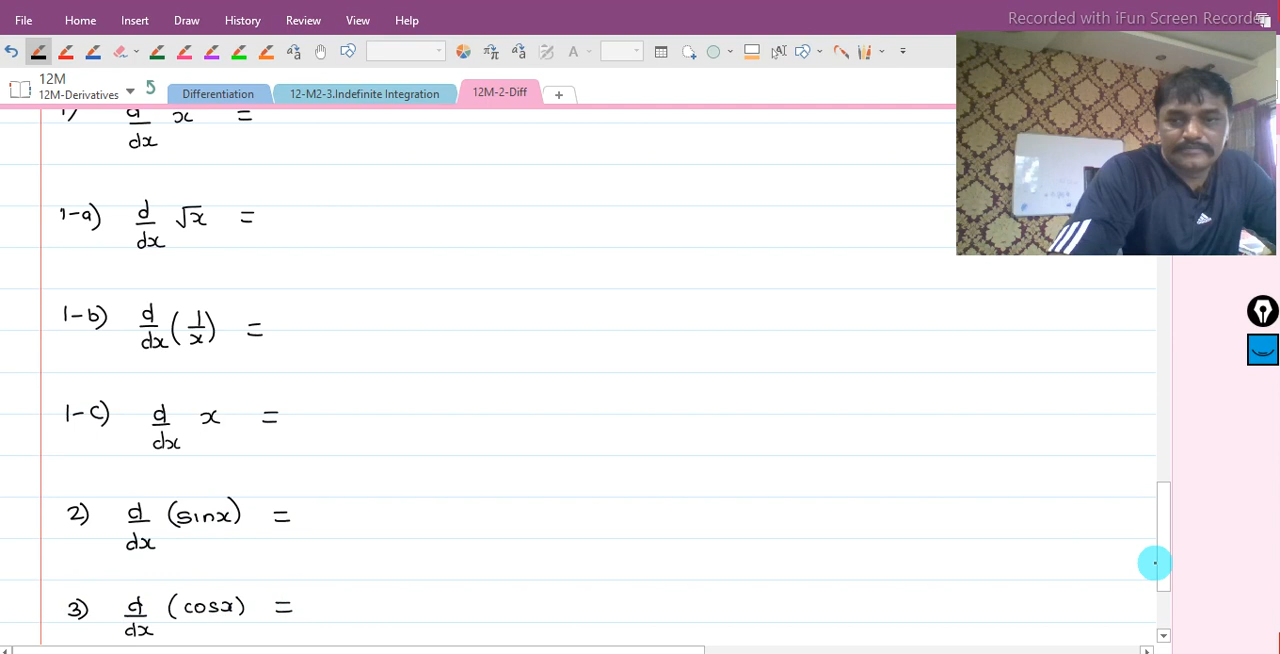 File Home Insert Draw History Review View Help
Recorded with iFun Screen Recorder
12M
12M-Derivatives
Differentiation 12-M2-3.Indefinite Integration 12M-2-Diff
d/dx x =
1-a) d/dx √x =
1-b) d/dx (1/x) =
1-c) d/dx x =
2) d/dx (sinx) =
3) d/dx (cosx) =